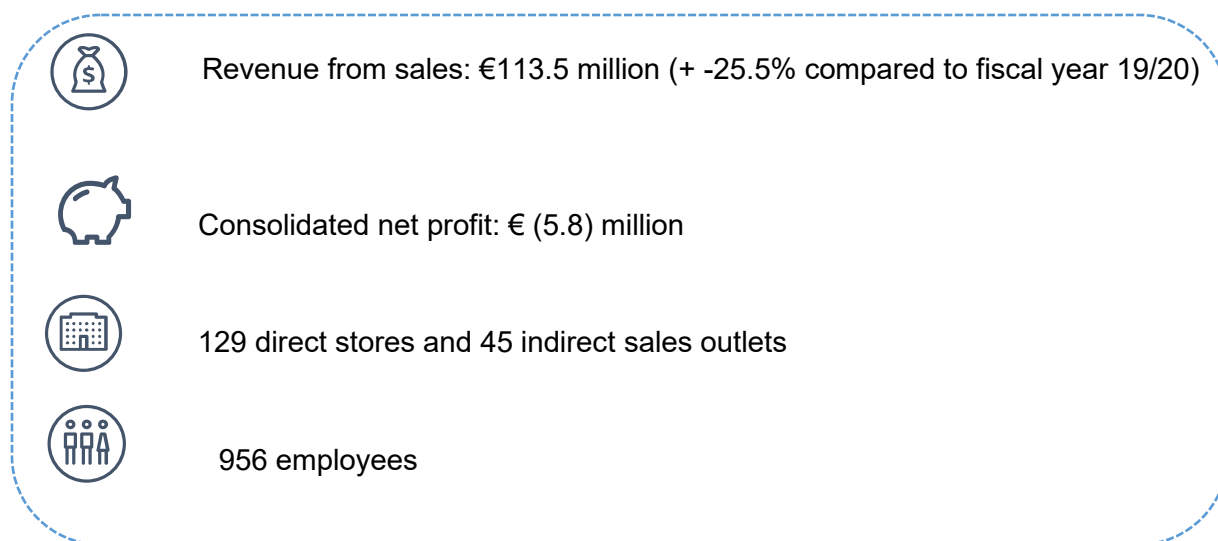 $
Revenue from sales: €113.5 million (+ -25.5% compared to fiscal year 19/20)
Consolidated net profit: € (5.8) million
129 direct stores and 45 indirect sales outlets
956 employees